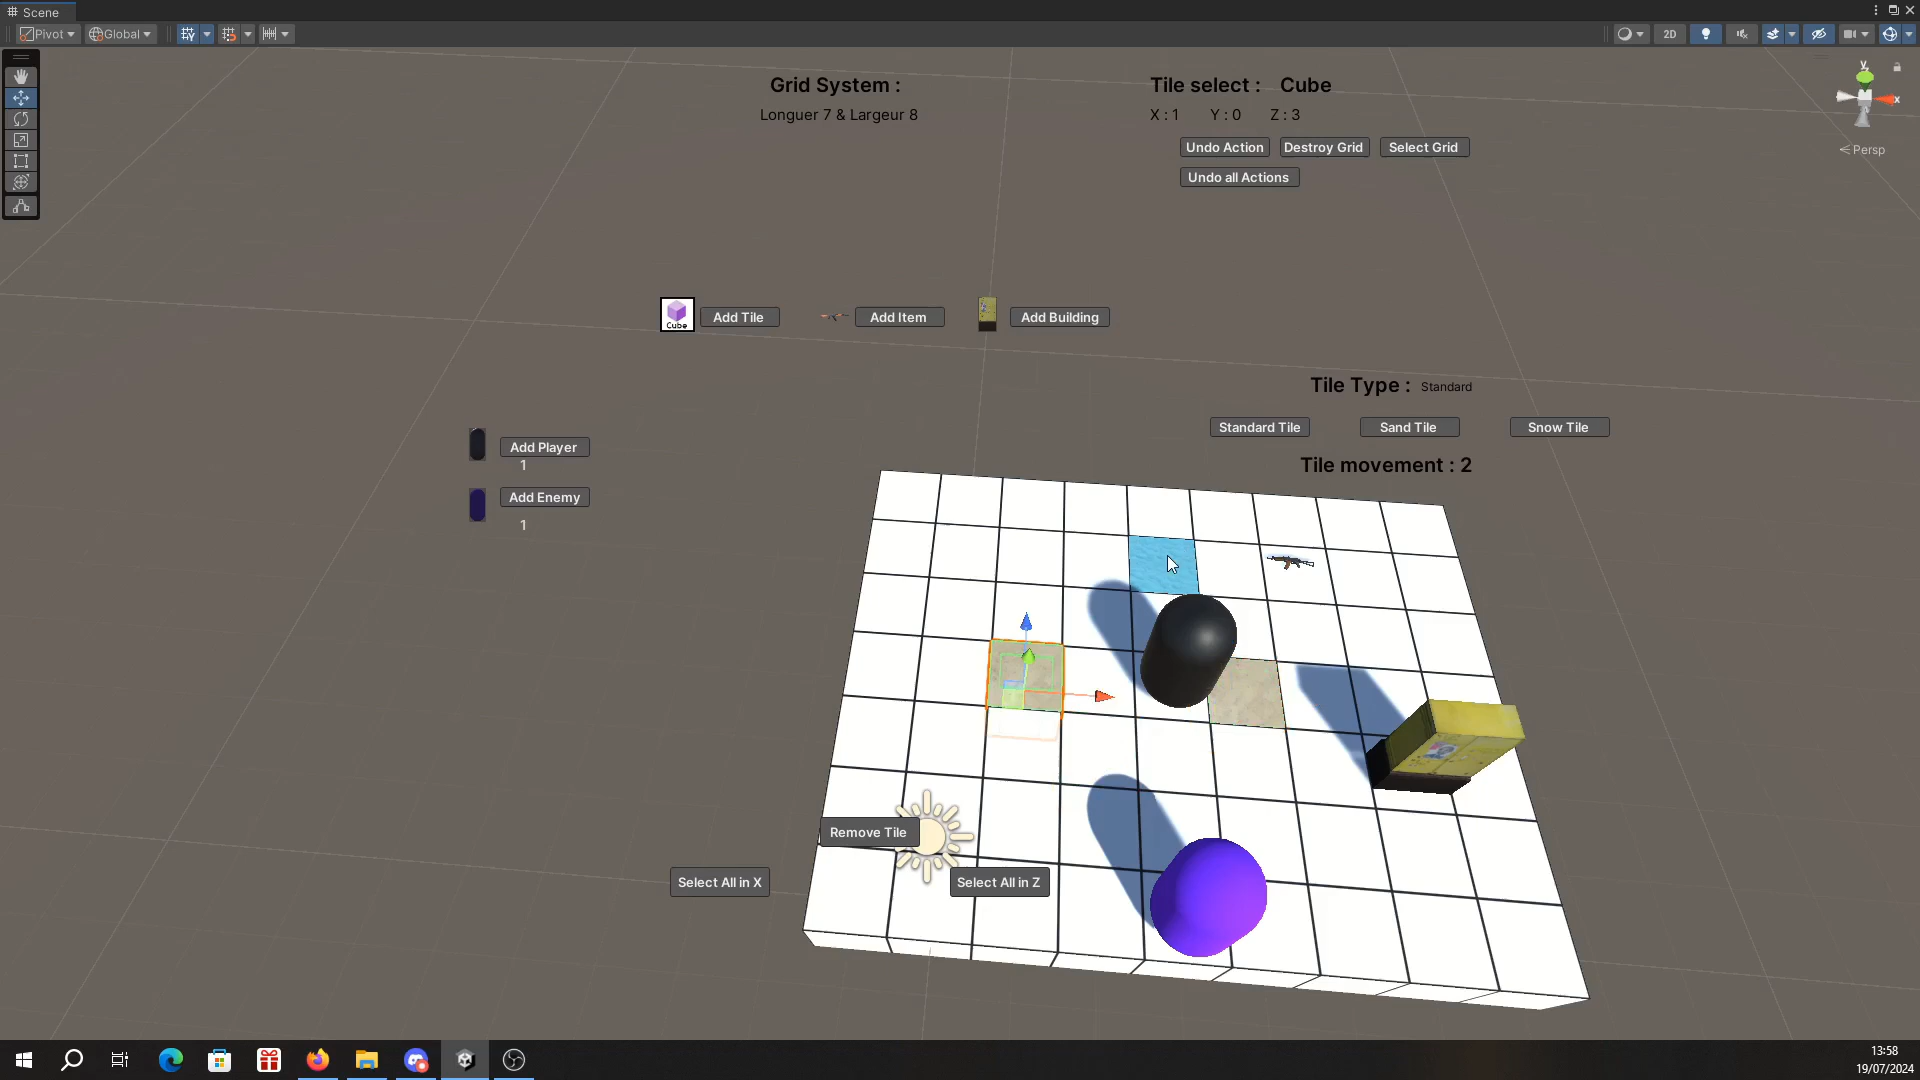 Scene
Pivot
Global
2D
Grid System :
Longuer 7 & Largeur 8
Tile select : Cube
X : 1 Y : 0 Z : 3
Undo Action Destroy Grid Select Grid
Undo all Actions
y
x
Persp
Cube
Add Tile
Add Item
Add Building
Tile Type : Standard
Standard Tile Sand Tile Snow Tile
Tile movement : 2
Add Player
1
Add Enemy
1
Remove Tile
Select All in X
Select All in Z
13:58
19/07/2024